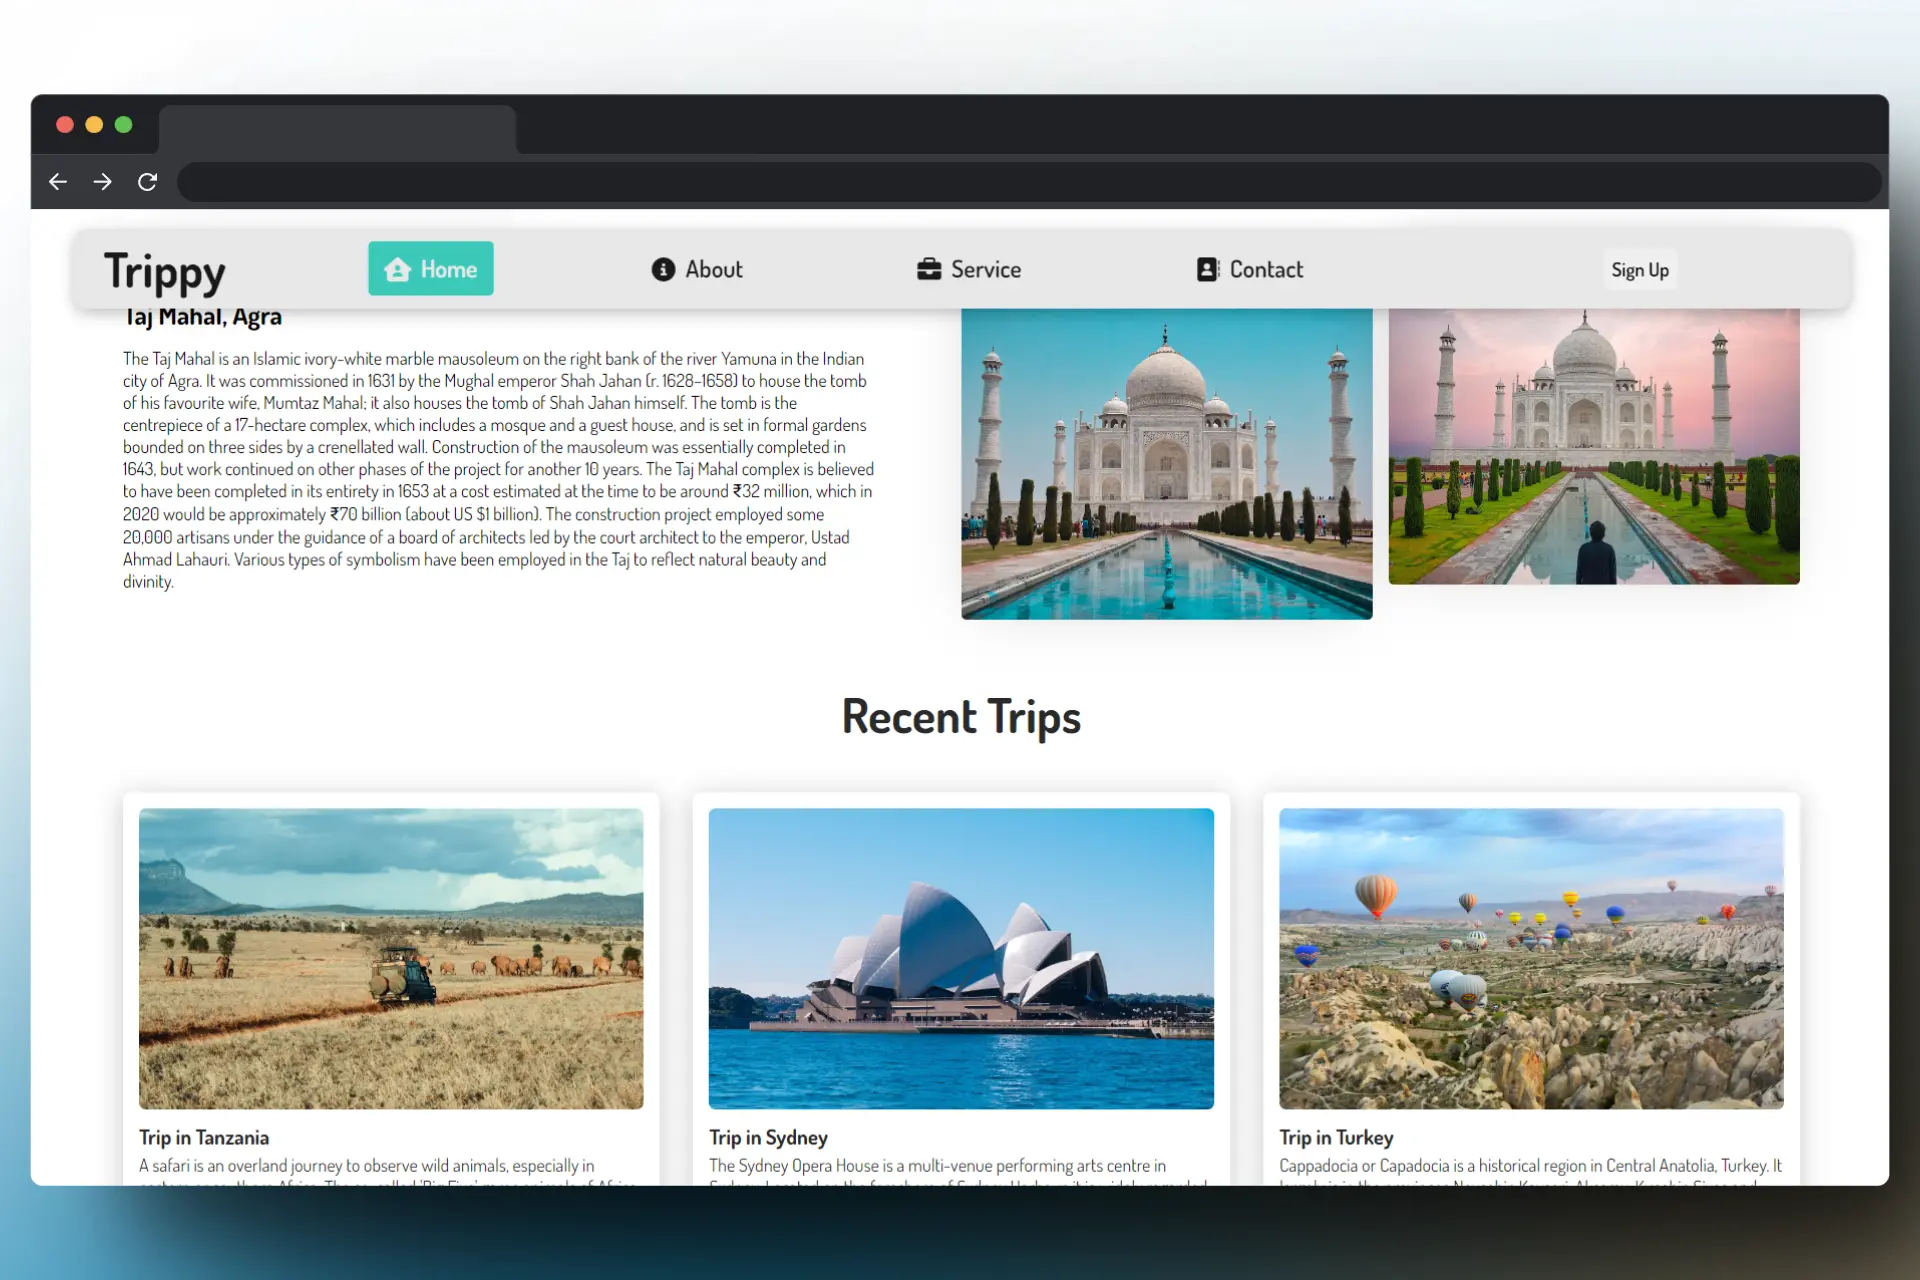 Trippy
Home
About
Service
Contact
Sign Up
Taj Mahal, Agra
The Taj Mahal is an Islamic ivory-white marble mausoleum on the right bank of the river Yamuna in the Indian
city of Agra. It was commissioned in 1631 by the Mughal emperor Shah Jahan (r. 1628-1658) to house the tomb
of his favourite wife, Mumtaz Mahal; it also houses the tomb of Shah Jahan himself. The tomb is the
centrepiece of a 17-hectare complex, which includes a mosque and a guest house, and is set in formal gardens
bounded on three sides by a crenellated wall. Construction of the mausoleum was essentially completed in
1643, but work continued on other phases of the project for another 10 years. The Taj Mahal complex is believed
to have been completed in its entirety in 1653 at a cost estimated at the time to be around ₹32 million, which in
2020 would be approximately ₹70 billion (about US $1 billion). The construction project employed some
20,000 artisans under the guidance of a board of architects led by the court architect to the emperor, Ustad
Ahmad Lahauri. Various types of symbolism have been employed in the Taj to reflect natural beauty and
divinity.
Recent Trips
Trip in Tanzania
A safari is an overland journey to observe wild animals, especially in
Trip in Sydney
The Sydney Opera House is a multi-venue performing arts centre in
Trip in Turkey
Cappadocia or Capadocia is a historical region in Central Anatolia, Turkey. It